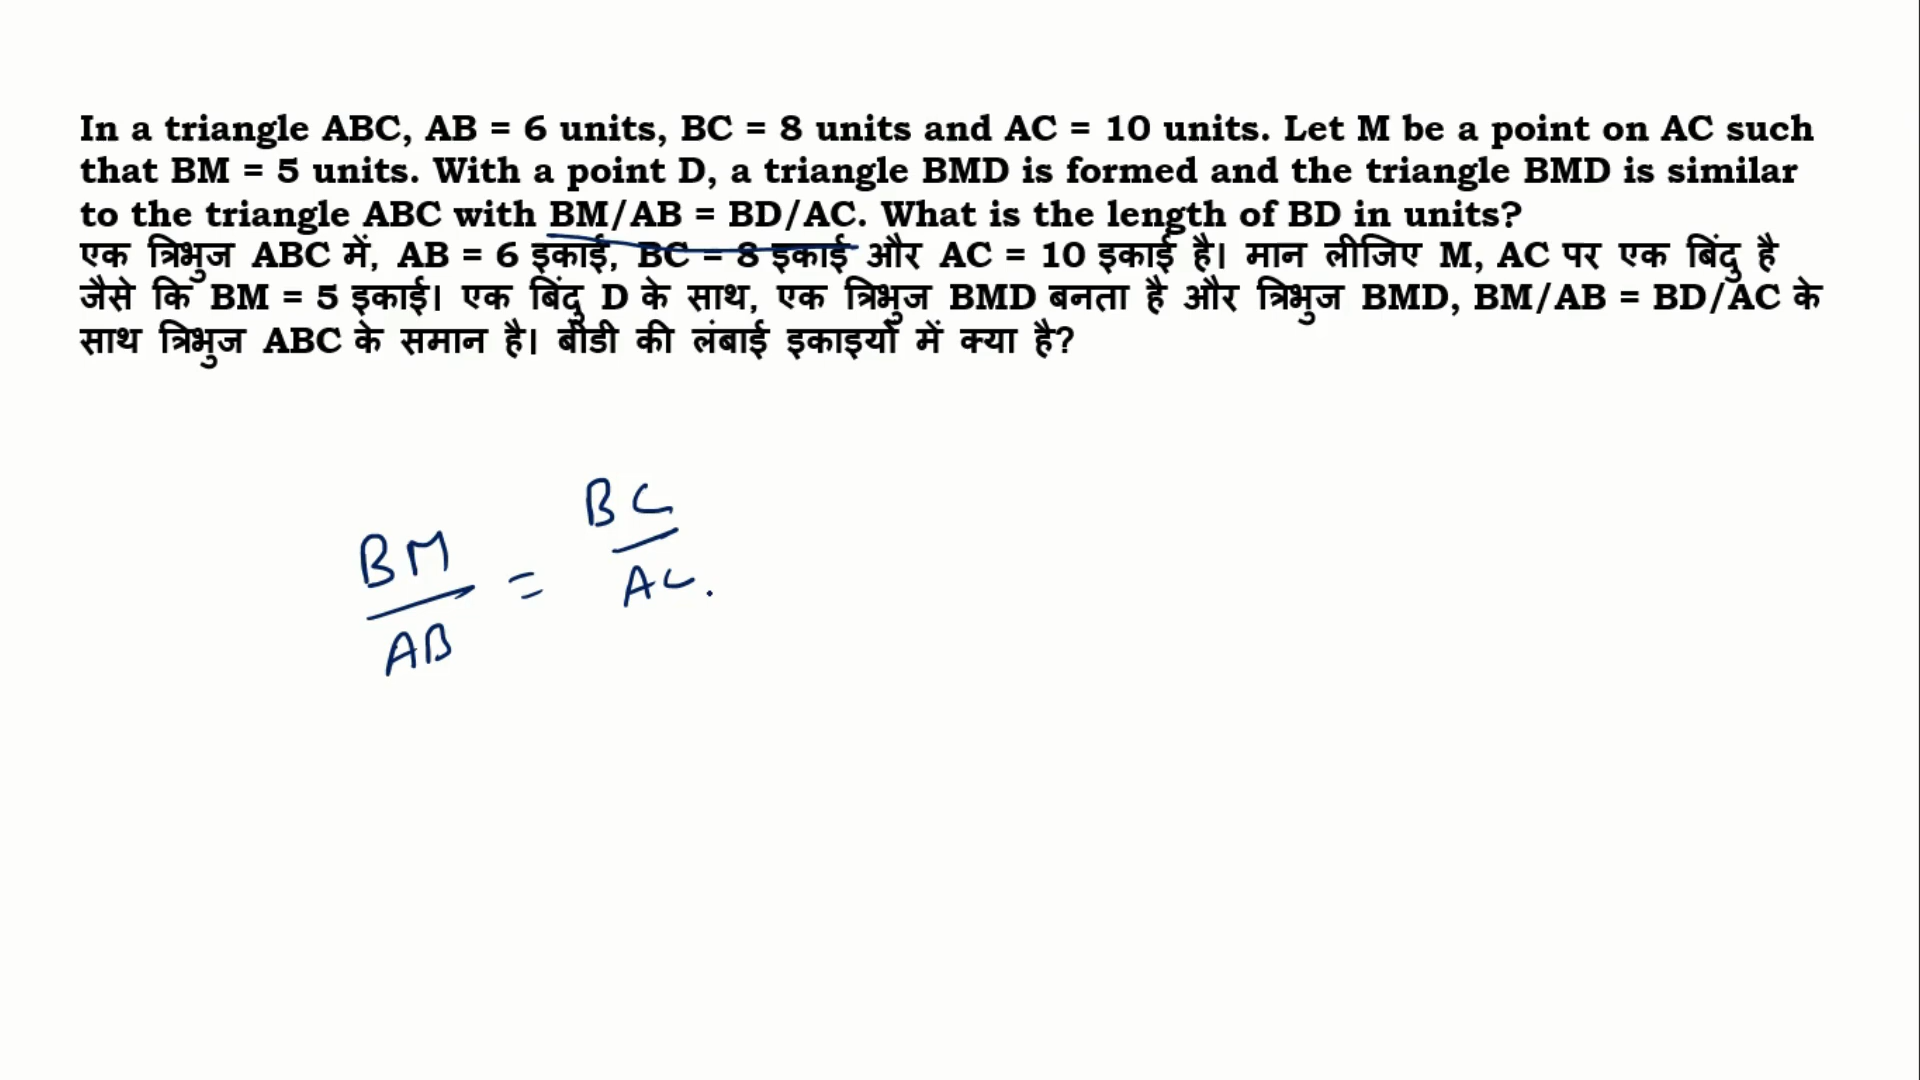 In a triangle ABC, AB = 6 units, BC = 8 units and AC = 10 units. Let M be a point on AC such
that BM = 5 units. With a point D, a triangle BMD is formed and the triangle BMD is similar
to the triangle ABC with BM/AB = BD/AC. What is the length of BD in units?
एक त्रिभुज ABC में, AB = 6 इकाई, BC = 8 इकाई और AC = 10 इकाई है। मान लीजिए M, AC पर एक बिंदु है
जैसे कि BM = 5 इकाई। एक बिंदु D के साथ, एक त्रिभुज BMD बनता है और त्रिभुज BMD, BM/AB = BD/AC के
साथ त्रिभुज ABC के समान है। बीडी की लंबाई इकाइयों में क्या है?
BM/AB = BC/AC.